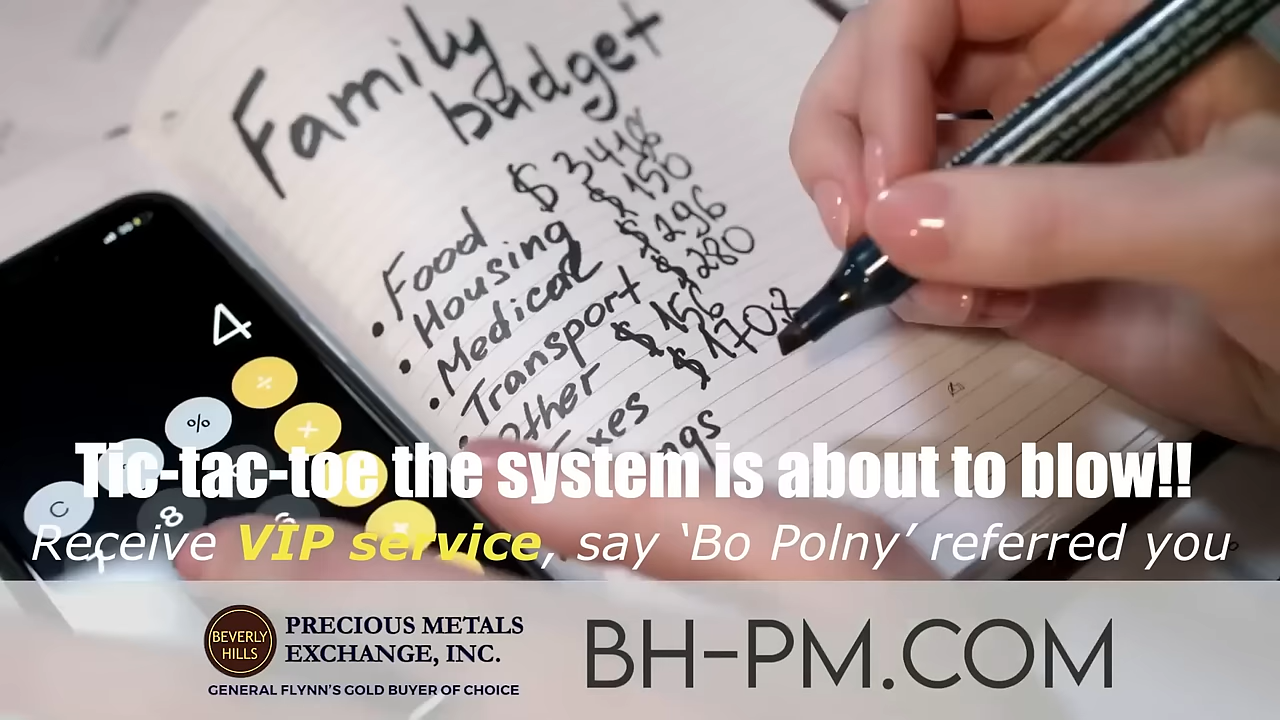 Family
budget
• Food $ 3418
• Housing $ 150
• Medical $ 296
Transport $ 280
Other $ 156
$ 1708
Tic-tac-toe the system is about to blow!!
Receive VIP service, say ‘Bo Polny’ referred you
BEVERLY
HILLS
PRECIOUS METALS
EXCHANGE, INC.
GENERAL FLYNN'S GOLD BUYER OF CHOICE
BH-PM.COM
4
%
C
8